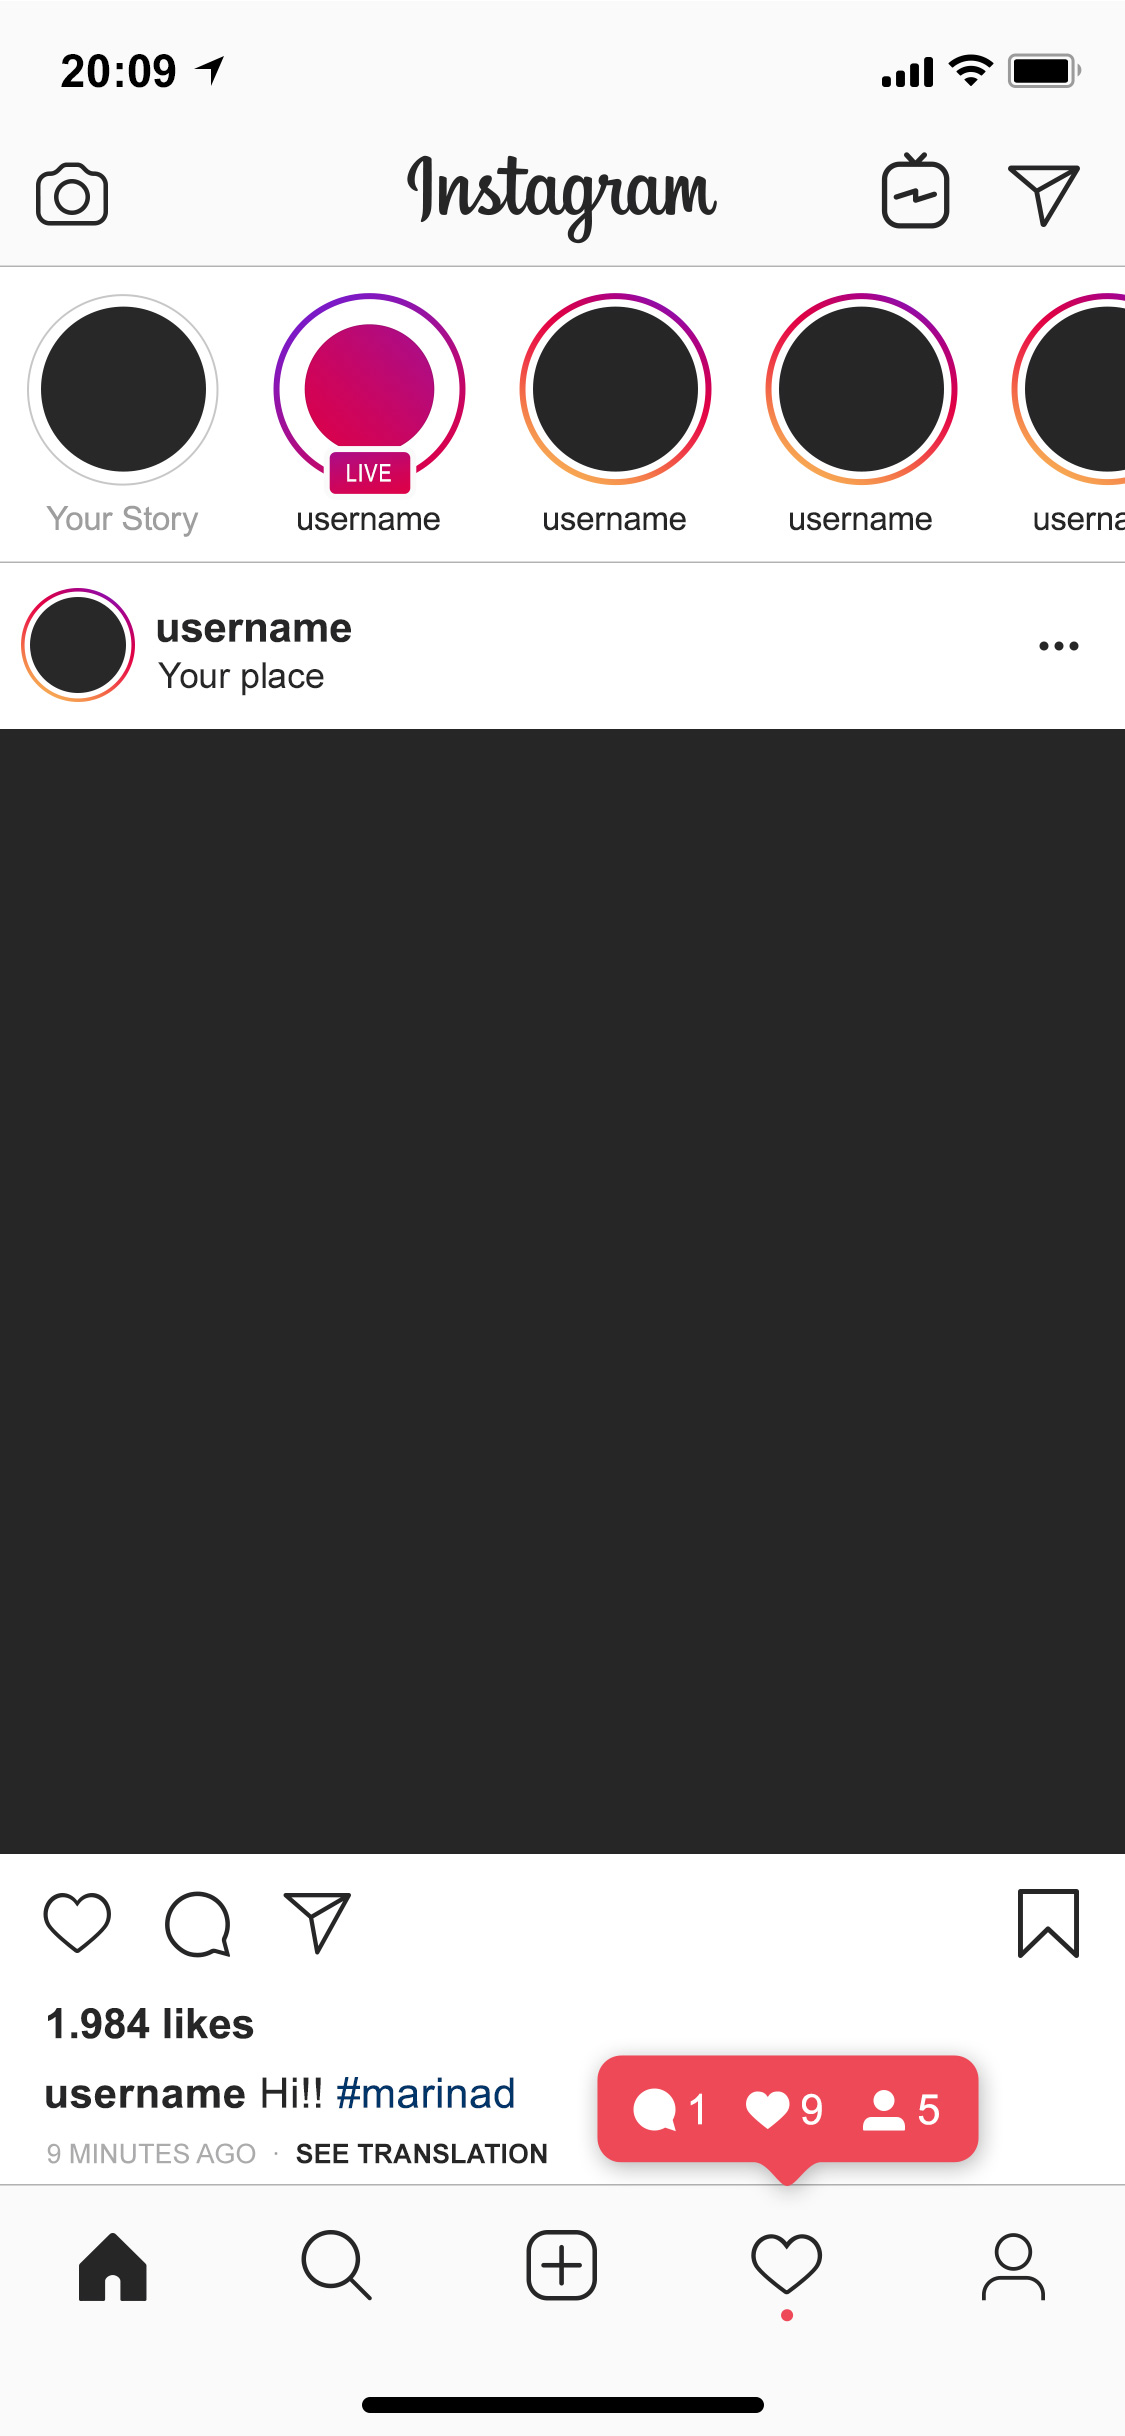 20:09
Instagram
LIVE
Your Story
username
username
username
userna
username
Your place
1.984 likes
username Hi!! #marinad
1 9 5
9 MINUTES AGO · SEE TRANSLATION